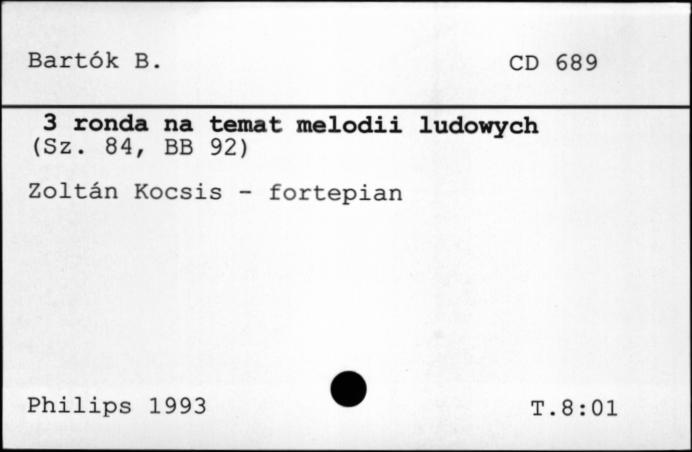 Bartók B. CD 689
3 ronda na temat melodii ludowych
(Sz. 84, BB 92)
Zoltán Kocsis - fortepian
Philips 1993 T.8:01